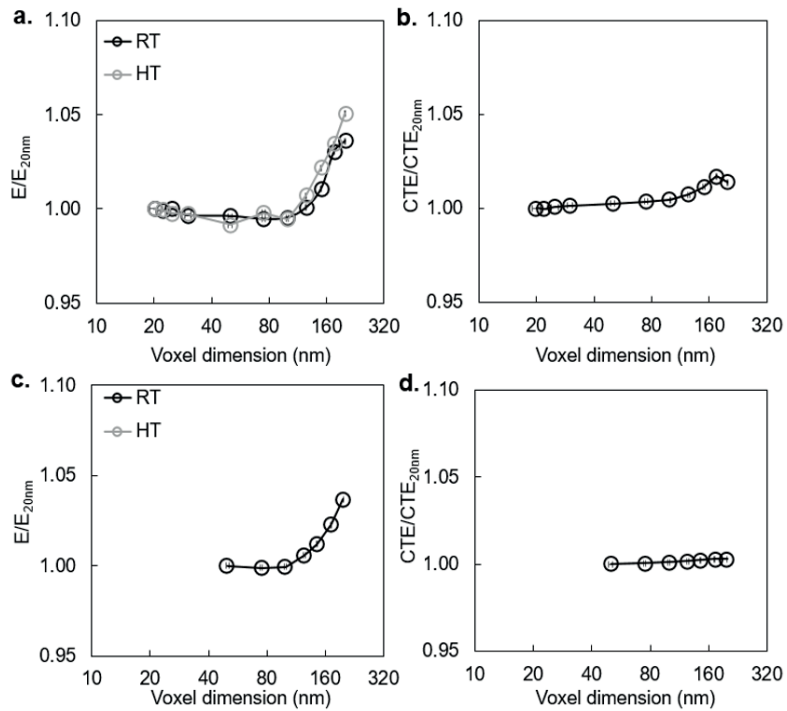 a.
1.10
1.05
1.00
0.95
E/E20nm
RT
HT
10 20 40 80 160 320
Voxel dimension (nm)
b.
1.10
1.05
1.00
0.95
CTE/CTE20nm
10 20 40 80 160 320
Voxel dimension (nm)
c.
1.10
1.05
1.00
0.95
E/E20nm
RT
HT
10 20 40 80 160 320
Voxel dimension (nm)
d.
1.10
1.05
1.00
0.95
CTE/CTE20nm
10 20 40 80 160 320
Voxel dimension (nm)